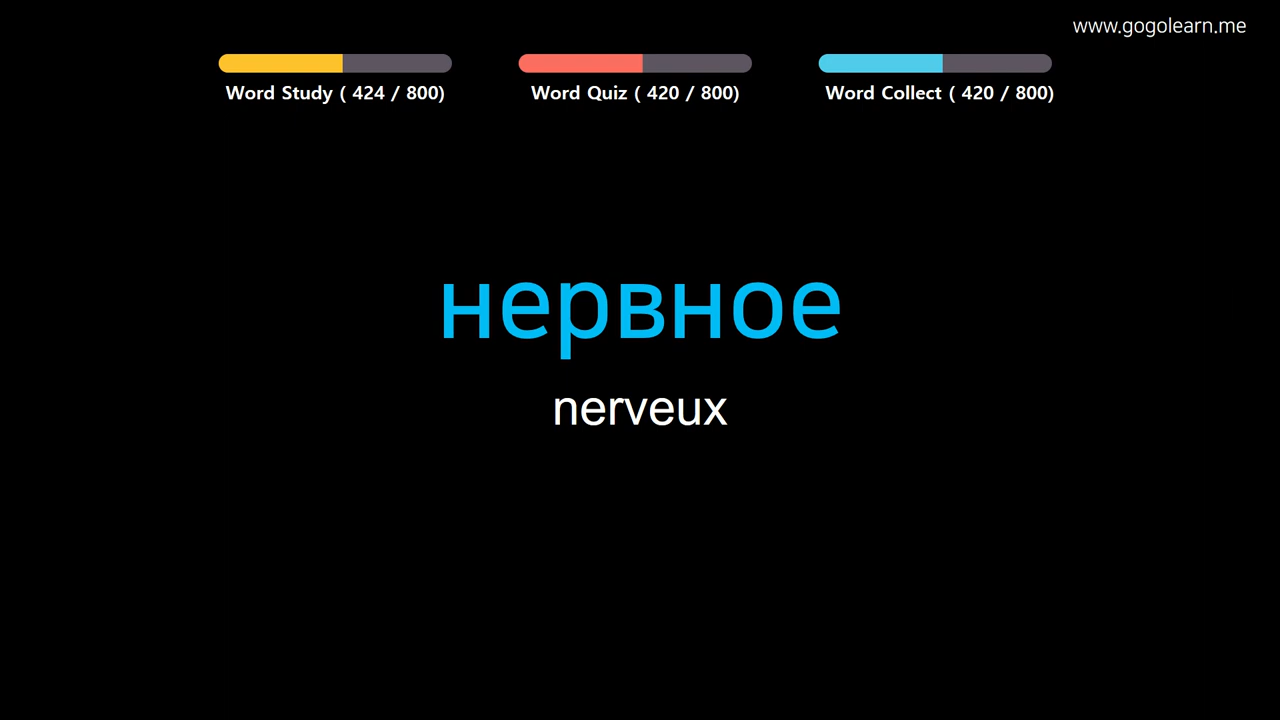 www.gogolearn.me
Word Study ( 424 / 800)
Word Quiz ( 420 / 800)
Word Collect ( 420 / 800)
нервное
nerveux